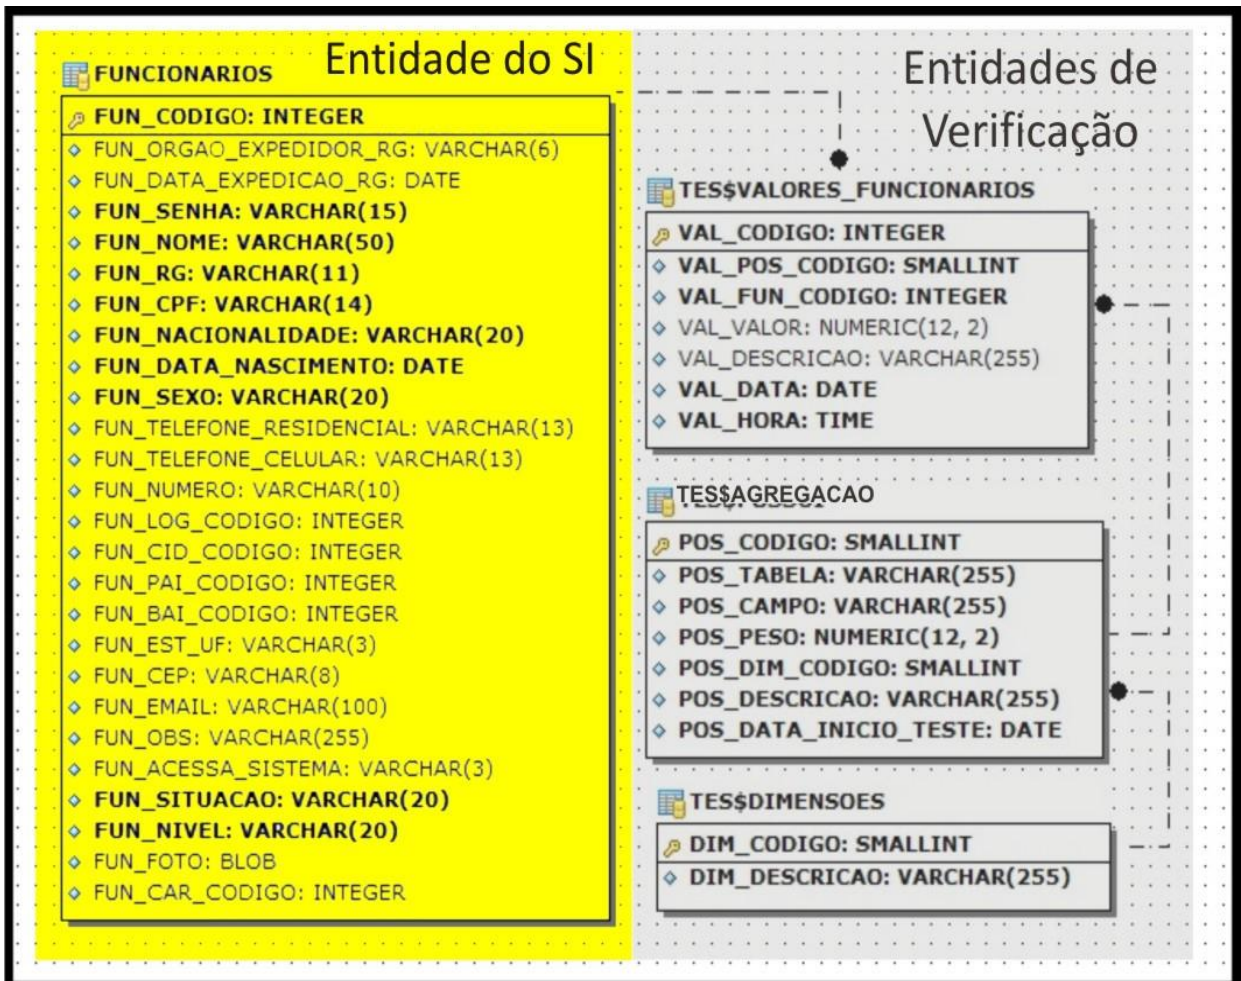 Entidade do SI
FUNCIONARIOS
FUN_CODIGO: INTEGER
FUN_ORGAO_EXPEDIDOR_RG: VARCHAR(6)
FUN_DATA_EXPEDICAO_RG: DATE
FUN_SENHA: VARCHAR(15)
FUN_NOME: VARCHAR(50)
FUN_RG: VARCHAR(11)
FUN_CPF: VARCHAR(14)
FUN_NACIONALIDADE: VARCHAR(20)
FUN_DATA_NASCIMENTO: DATE
FUN_SEXO: VARCHAR(20)
FUN_TELEFONE_RESIDENCIAL: VARCHAR(13)
FUN_TELEFONE_CELULAR: VARCHAR(13)
FUN_NUMERO: VARCHAR(10)
FUN_LOG_CODIGO: INTEGER
FUN_CID_CODIGO: INTEGER
FUN_PAI_CODIGO: INTEGER
FUN_BAI_CODIGO: INTEGER
FUN_EST_UF: VARCHAR(3)
FUN_CEP: VARCHAR(8)
FUN_EMAIL: VARCHAR(100)
FUN_OBS: VARCHAR(255)
FUN_ACESSA_SISTEMA: VARCHAR(3)
FUN_SITUACAO: VARCHAR(20)
FUN_NIVEL: VARCHAR(20)
FUN_FOTO: BLOB
FUN_CAR_CODIGO: INTEGER
Entidades de
Verificação
TES$VALORES_FUNCIONARIOS
VAL_CODIGO: INTEGER
VAL_POS_CODIGO: SMALLINT
VAL_FUN_CODIGO: INTEGER
VAL_VALOR: NUMERIC(12, 2)
VAL_DESCRICAO: VARCHAR(255)
VAL_DATA: DATE
VAL_HORA: TIME
TES$AGREGACAO
POS_CODIGO: SMALLINT
POS_TABELA: VARCHAR(255)
POS_CAMPO: VARCHAR(255)
POS_PESO: NUMERIC(12, 2)
POS_DIM_CODIGO: SMALLINT
POS_DESCRICAO: VARCHAR(255)
POS_DATA_INICIO_TESTE: DATE
TES$DIMENSOES
DIM_CODIGO: SMALLINT
DIM_DESCRICAO: VARCHAR(255)